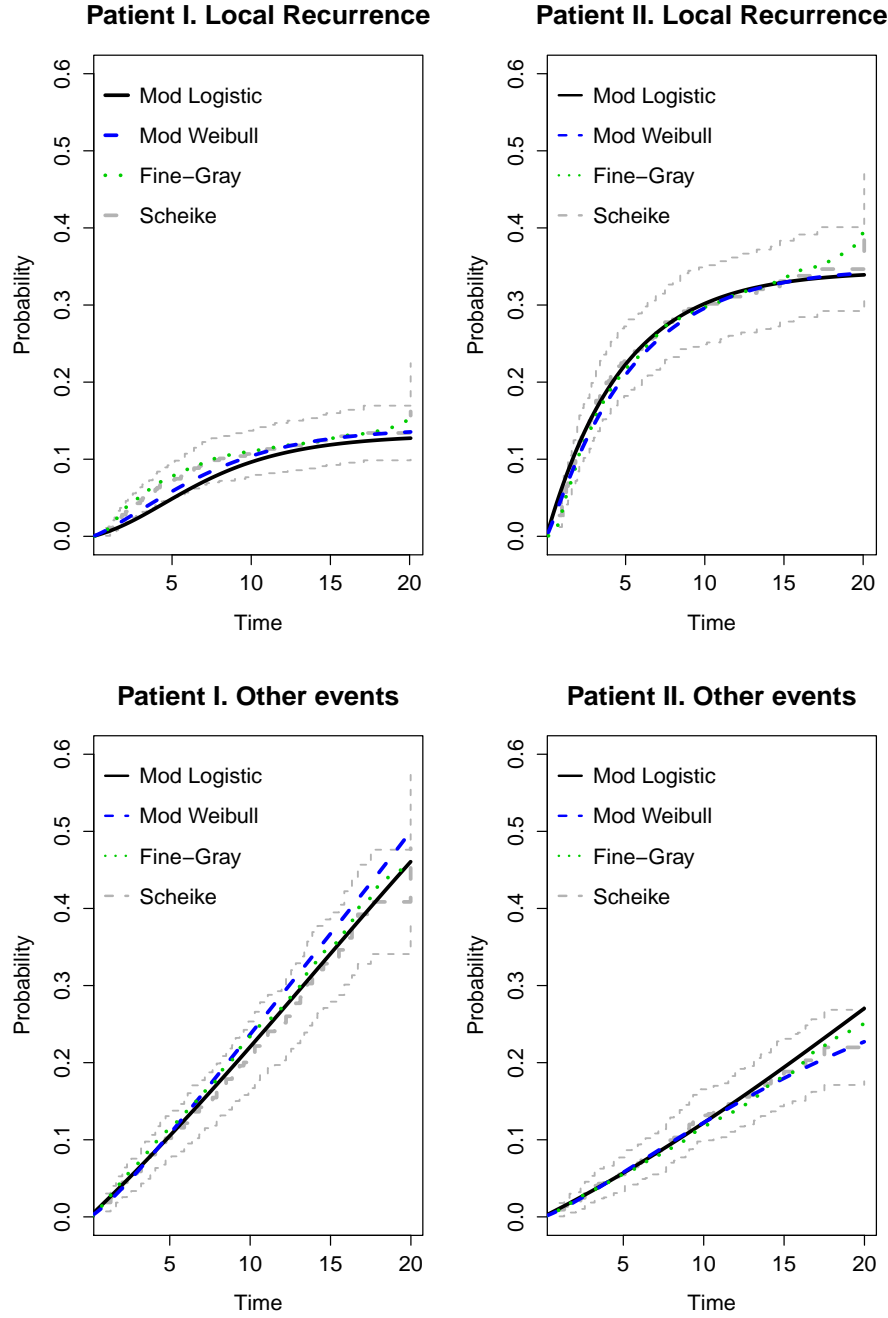 Patient I. Local Recurrence
0.6
0.5
0.4
0.3
0.2
0.1
0.0
Probability
Mod Logistic
Mod Weibull
Fine−Gray
Scheike
5 10 15 20
Time
Patient II. Local Recurrence
0.6
0.5
0.4
0.3
0.2
0.1
0.0
Probability
Mod Logistic
Mod Weibull
Fine−Gray
Scheike
5 10 15 20
Time
Patient I. Other events
0.6
0.5
0.4
0.3
0.2
0.1
0.0
Probability
Mod Logistic
Mod Weibull
Fine−Gray
Scheike
5 10 15 20
Time
Patient II. Other events
0.6
0.5
0.4
0.3
0.2
0.1
0.0
Probability
Mod Logistic
Mod Weibull
Fine−Gray
Scheike
5 10 15 20
Time